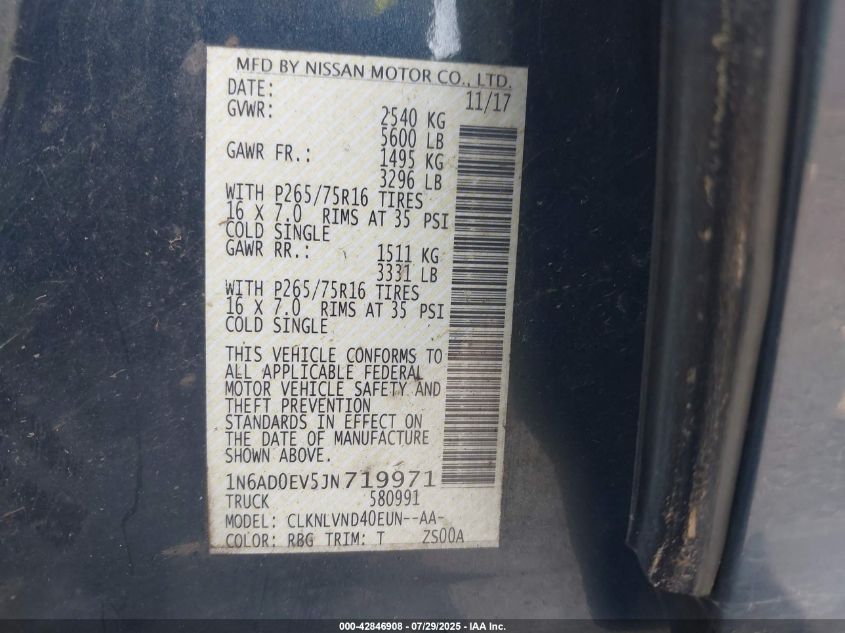 MFD BY NISSAN MOTOR CO., LTD.
DATE: 11/17
GVWR: 2540 KG
5600 LB
GAWR FR.: 1495 KG
3296 LB
WITH P265/75R16 TIRES
16 X 7.0 RIMS AT 35 PSI
COLD SINGLE
GAWR RR.: 1511 KG
3331 LB
WITH P265/75R16 TIRES
16 X 7.0 RIMS AT 35 PSI
COLD SINGLE
THIS VEHICLE CONFORMS TO
ALL APPLICABLE FEDERAL
MOTOR VEHICLE SAFETY AND
THEFT PREVENTION
STANDARDS IN EFFECT ON
THE DATE OF MANUFACTURE
SHOWN ABOVE.
1N6AD0EV5JN719971
TRUCK 580991
MODEL: CLKNLVND40EUN--AA-
COLOR: RBG TRIM: T ZS00A
000-42846908 - 07/29/2025 - IAA Inc.